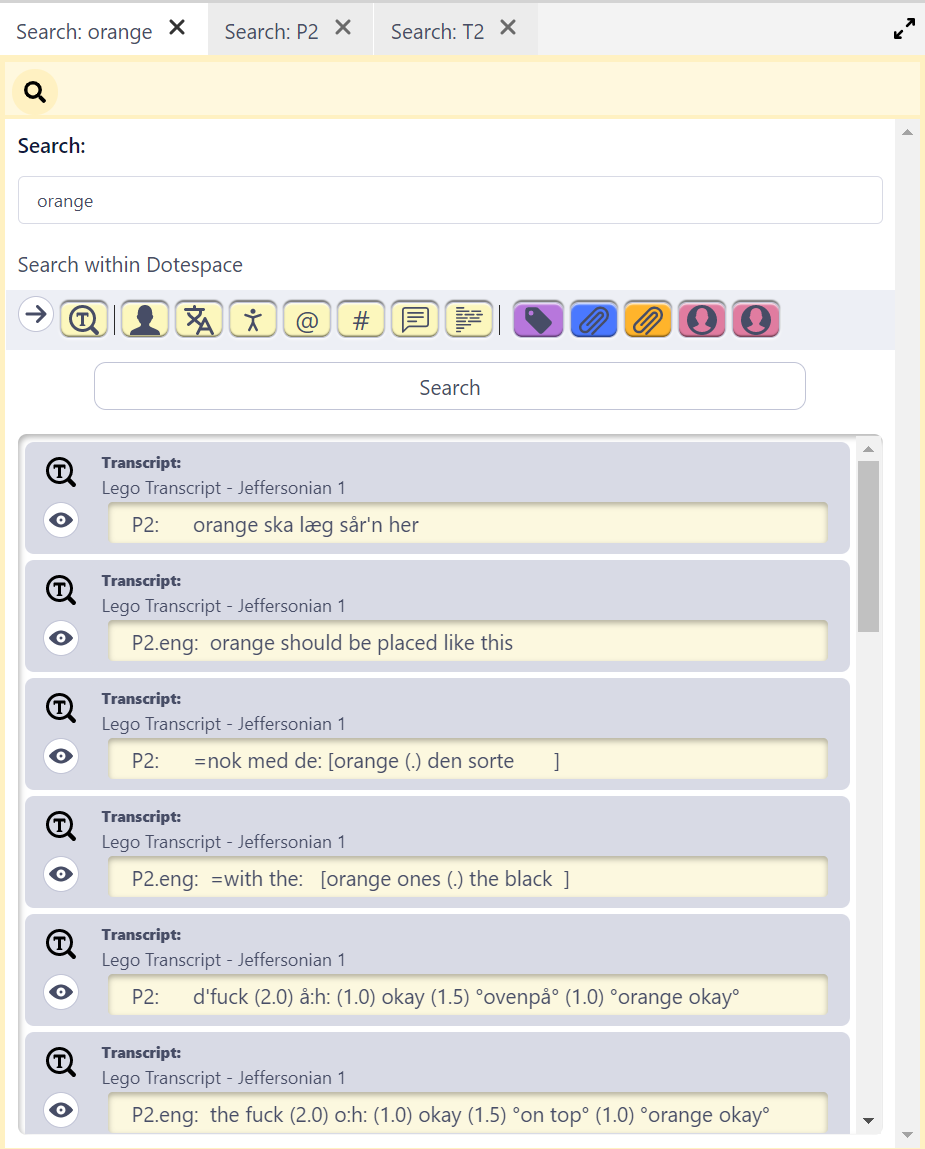 Search: orange
Search: P2
Search: T2
Search:
orange
Search within Dotespace
T @ #
Search
T
Transcript:
Lego Transcript - Jeffersonian 1
P2: orange ska læg sår'n her
T
Transcript:
Lego Transcript - Jeffersonian 1
P2.eng: orange should be placed like this
T
Transcript:
Lego Transcript - Jeffersonian 1
P2: =nok med de: [orange (.) den sorte ]
T
Transcript:
Lego Transcript - Jeffersonian 1
P2.eng: =with the: [orange ones (.) the black ]
T
Transcript:
Lego Transcript - Jeffersonian 1
P2: d'fuck (2.0) å:h: (1.0) okay (1.5) °ovenpå° (1.0) °orange okay°
T
Transcript:
Lego Transcript - Jeffersonian 1
P2.eng: the fuck (2.0) o:h: (1.0) okay (1.5) °on top° (1.0) °orange okay°